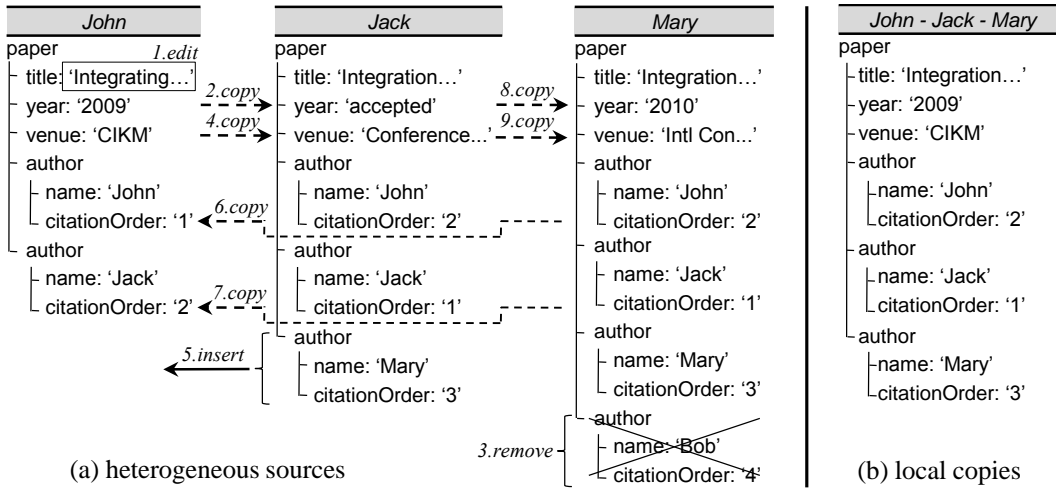 John
paper
1.edit
title: ‘Integrating…’
year: ‘2009’
venue: ‘CIKM’
author
name: ‘John’
citationOrder: ‘1’
author
name: ‘Jack’
citationOrder: ‘2’
2.copy
4.copy
6.copy
7.copy
5.insert
Jack
paper
title: ‘Integration…’
year: ‘accepted’
venue: ‘Conference...’
author
name: ‘John’
citationOrder: ‘2’
author
name: ‘Jack’
citationOrder: ‘1’
author
name: ‘Mary’
citationOrder: ‘3’
8.copy
9.copy
3.remove
Mary
paper
title: ‘Integration…’
year: ‘2010’
venue: ‘Intl Con...’
author
name: ‘John’
citationOrder: ‘2’
author
name: ‘Jack’
citationOrder: ‘1’
author
name: ‘Mary’
citationOrder: ‘3’
author
name: ‘Bob’
citationOrder: ‘4’
(a) heterogeneous sources
John - Jack - Mary
paper
title: ‘Integration…’
year: ‘2009’
venue: ‘CIKM’
author
name: ‘John’
citationOrder: ‘2’
author
name: ‘Jack’
citationOrder: ‘1’
author
name: ‘Mary’
citationOrder: ‘3’
(b) local copies